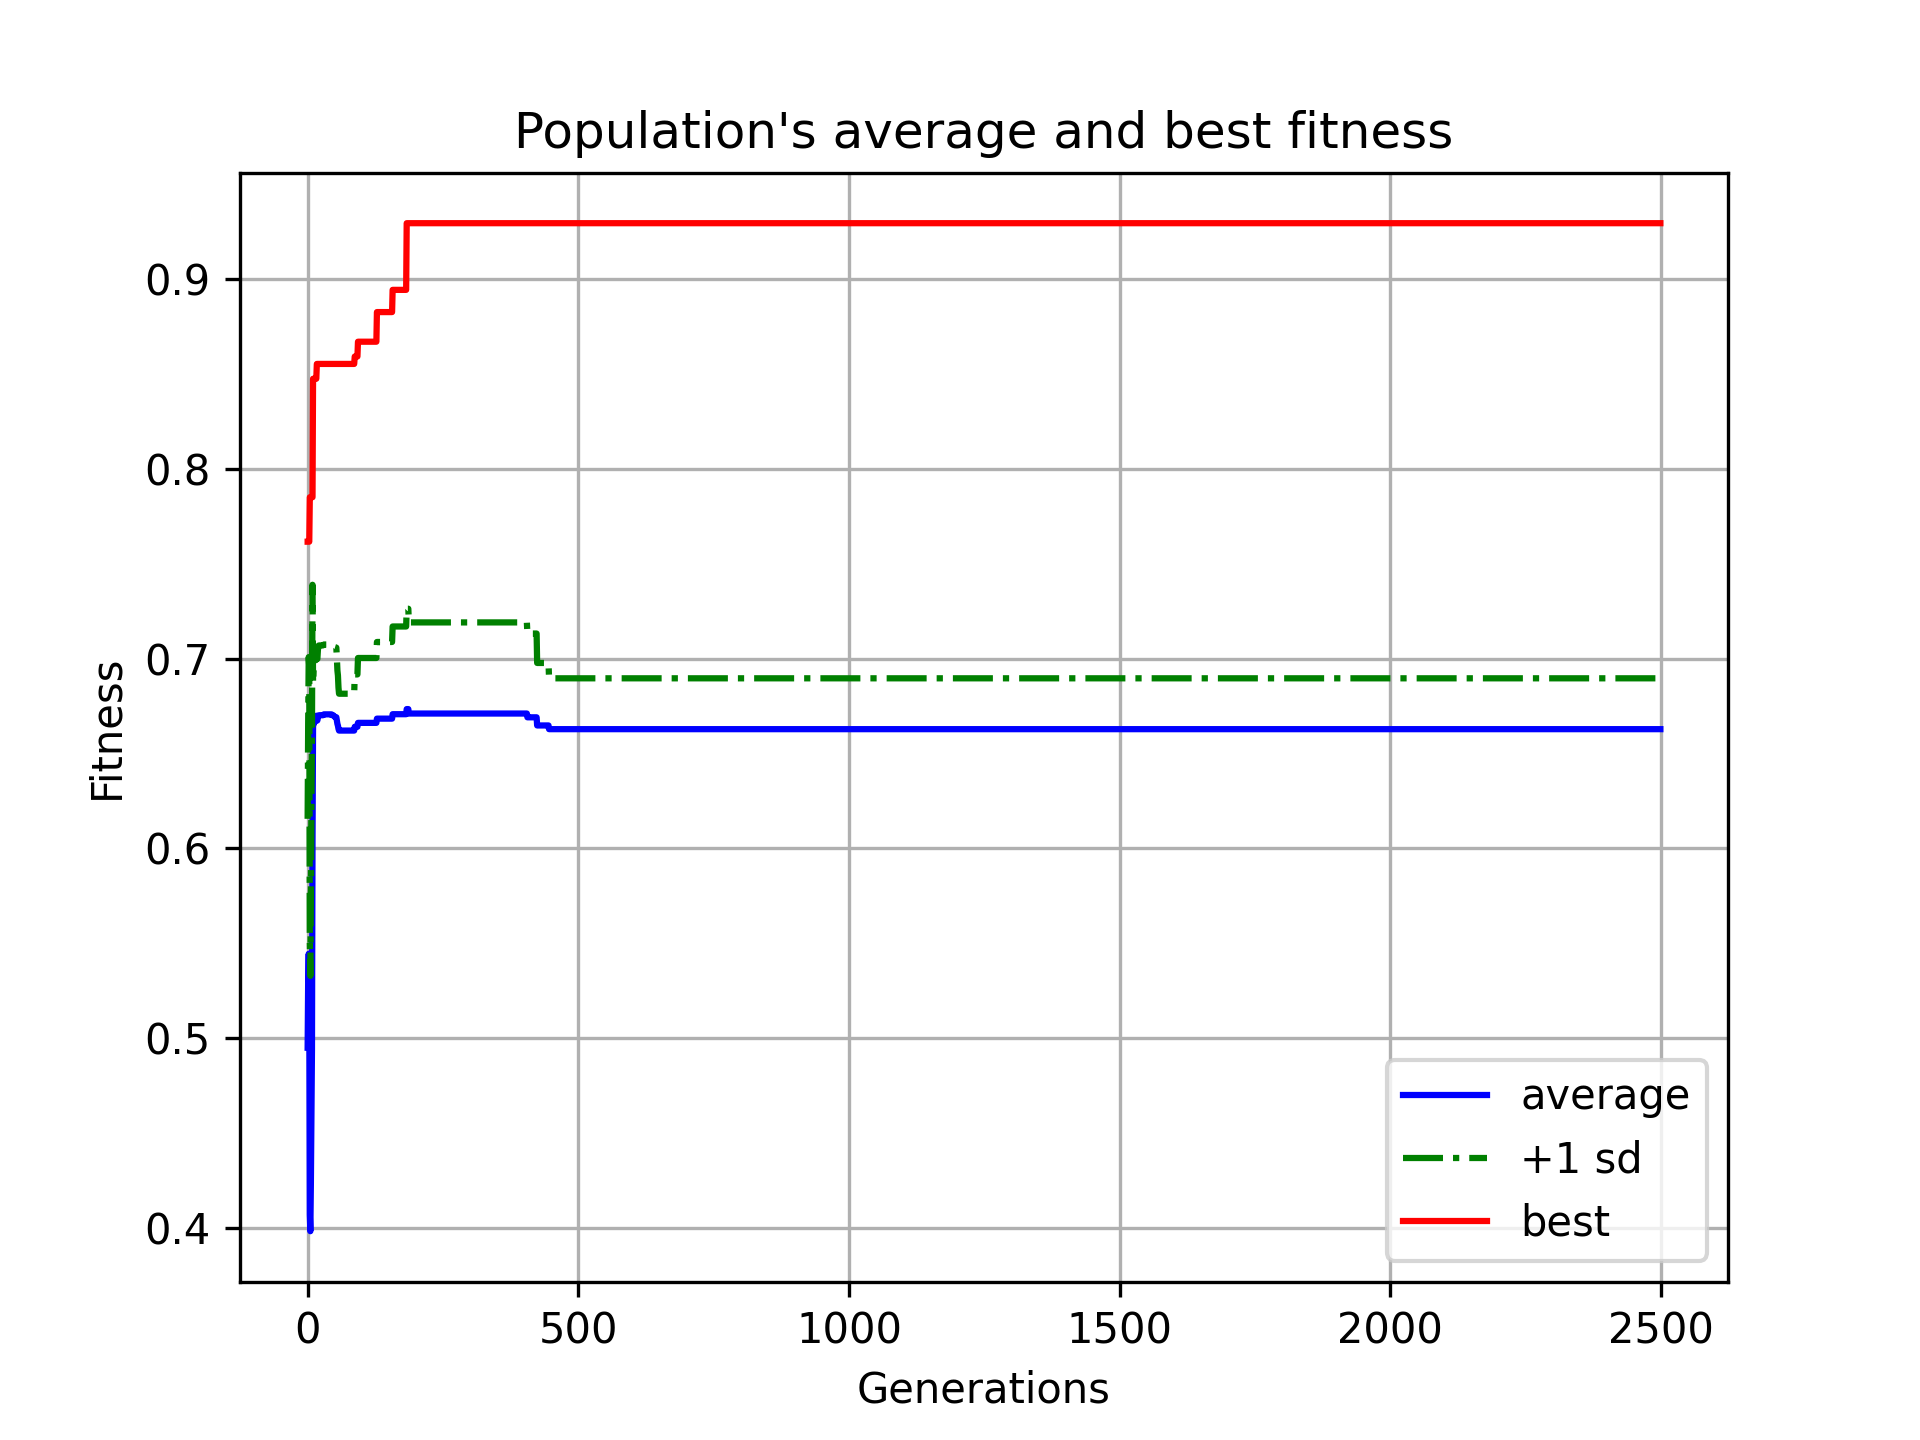 Population's average and best fitness
0.9
0.8
0.7
0.6
0.5
0.4
Fitness
average
+1 sd
best
0 500 1000 1500 2000 2500
Generations